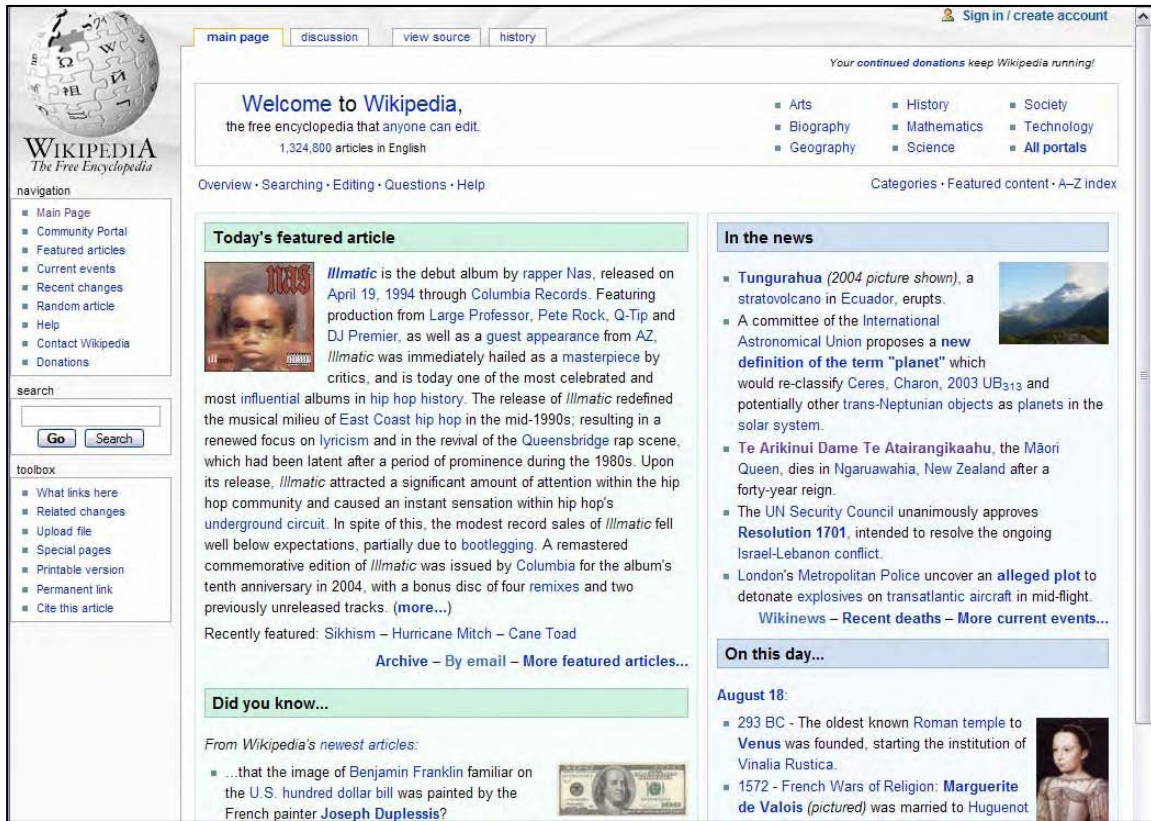 Sign in / create account
main page
discussion
view source
history
Your continued donations keep Wikipedia running!
WIKIPEDIA
The Free Encyclopedia
navigation
Main Page
Community Portal
Featured articles
Current events
Recent changes
Random article
Help
Contact Wikipedia
Donations
search
Go
Search
toolbox
What links here
Related changes
Upload file
Special pages
Printable version
Permanent link
Cite this article
Welcome to Wikipedia,
the free encyclopedia that anyone can edit.
1,324,800 articles in English
Arts
Biography
Geography
History
Mathematics
Science
Society
Technology
All portals
Overview · Searching · Editing · Questions · Help
Categories · Featured content · A–Z index
Today's featured article
nas
Illmatic is the debut album by rapper Nas, released on
April 19, 1994 through Columbia Records. Featuring
production from Large Professor, Pete Rock, Q-Tip and
DJ Premier, as well as a guest appearance from AZ,
Illmatic was immediately hailed as a masterpiece by
critics, and is today one of the most celebrated and
most influential albums in hip hop history. The release of Illmatic redefined
the musical milieu of East Coast hip hop in the mid-1990s; resulting in a
renewed focus on lyricism and in the revival of the Queensbridge rap scene,
which had been latent after a period of prominence during the 1980s. Upon
its release, Illmatic attracted a significant amount of attention within the hip
hop community and caused an instant sensation within hip hop's
underground circuit. In spite of this, the modest record sales of Illmatic fell
well below expectations, partially due to bootlegging. A remastered
commemorative edition of Illmatic was issued by Columbia for the album's
tenth anniversary in 2004, with a bonus disc of four remixes and two
previously unreleased tracks. (more...)
Recently featured: Sikhism – Hurricane Mitch – Cane Toad
Archive – By email – More featured articles...
Did you know...
From Wikipedia's newest articles:
...that the image of Benjamin Franklin familiar on
the U.S. hundred dollar bill was painted by the
French painter Joseph Duplessis?
In the news
Tungurahua (2004 picture shown), a
stratovolcano in Ecuador, erupts.
A committee of the International
Astronomical Union proposes a new
definition of the term "planet" which
would re-classify Ceres, Charon, 2003 UB313 and
potentially other trans-Neptunian objects as planets in the
solar system.
Te Arikinui Dame Te Atairangikaahu, the Māori
Queen, dies in Ngaruawahia, New Zealand after a
forty-year reign.
The UN Security Council unanimously approves
Resolution 1701, intended to resolve the ongoing
Israel-Lebanon conflict.
London's Metropolitan Police uncover an alleged plot to
detonate explosives on transatlantic aircraft in mid-flight.
Wikinews – Recent deaths – More current events...
On this day...
August 18:
293 BC - The oldest known Roman temple to
Venus was founded, starting the institution of
Vinalia Rustica.
1572 - French Wars of Religion: Marguerite
de Valois (pictured) was married to Huguenot